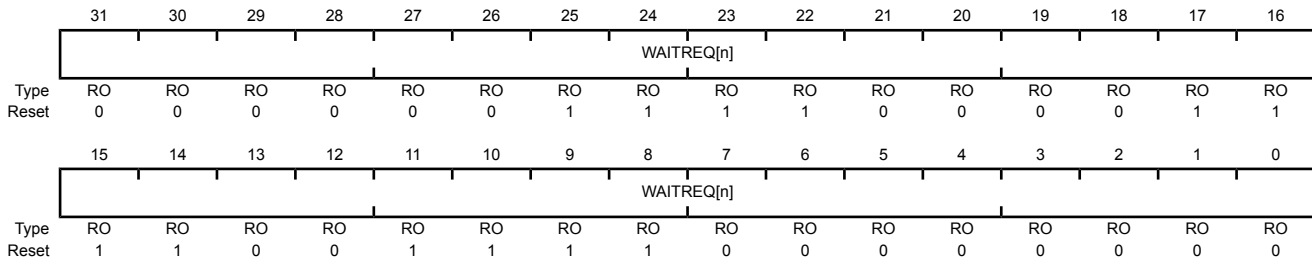 31 30 29 28 27 26 25 24 23 22 21 20 19 18 17 16
WAITREQ[n]
Type RO RO RO RO RO RO RO RO RO RO RO RO RO RO RO RO
Reset 0 0 0 0 0 0 1 1 1 1 0 0 0 0 1 1
15 14 13 12 11 10 9 8 7 6 5 4 3 2 1 0
WAITREQ[n]
Type RO RO RO RO RO RO RO RO RO RO RO RO RO RO RO RO
Reset 1 1 0 0 1 1 1 1 0 0 0 0 0 0 0 0